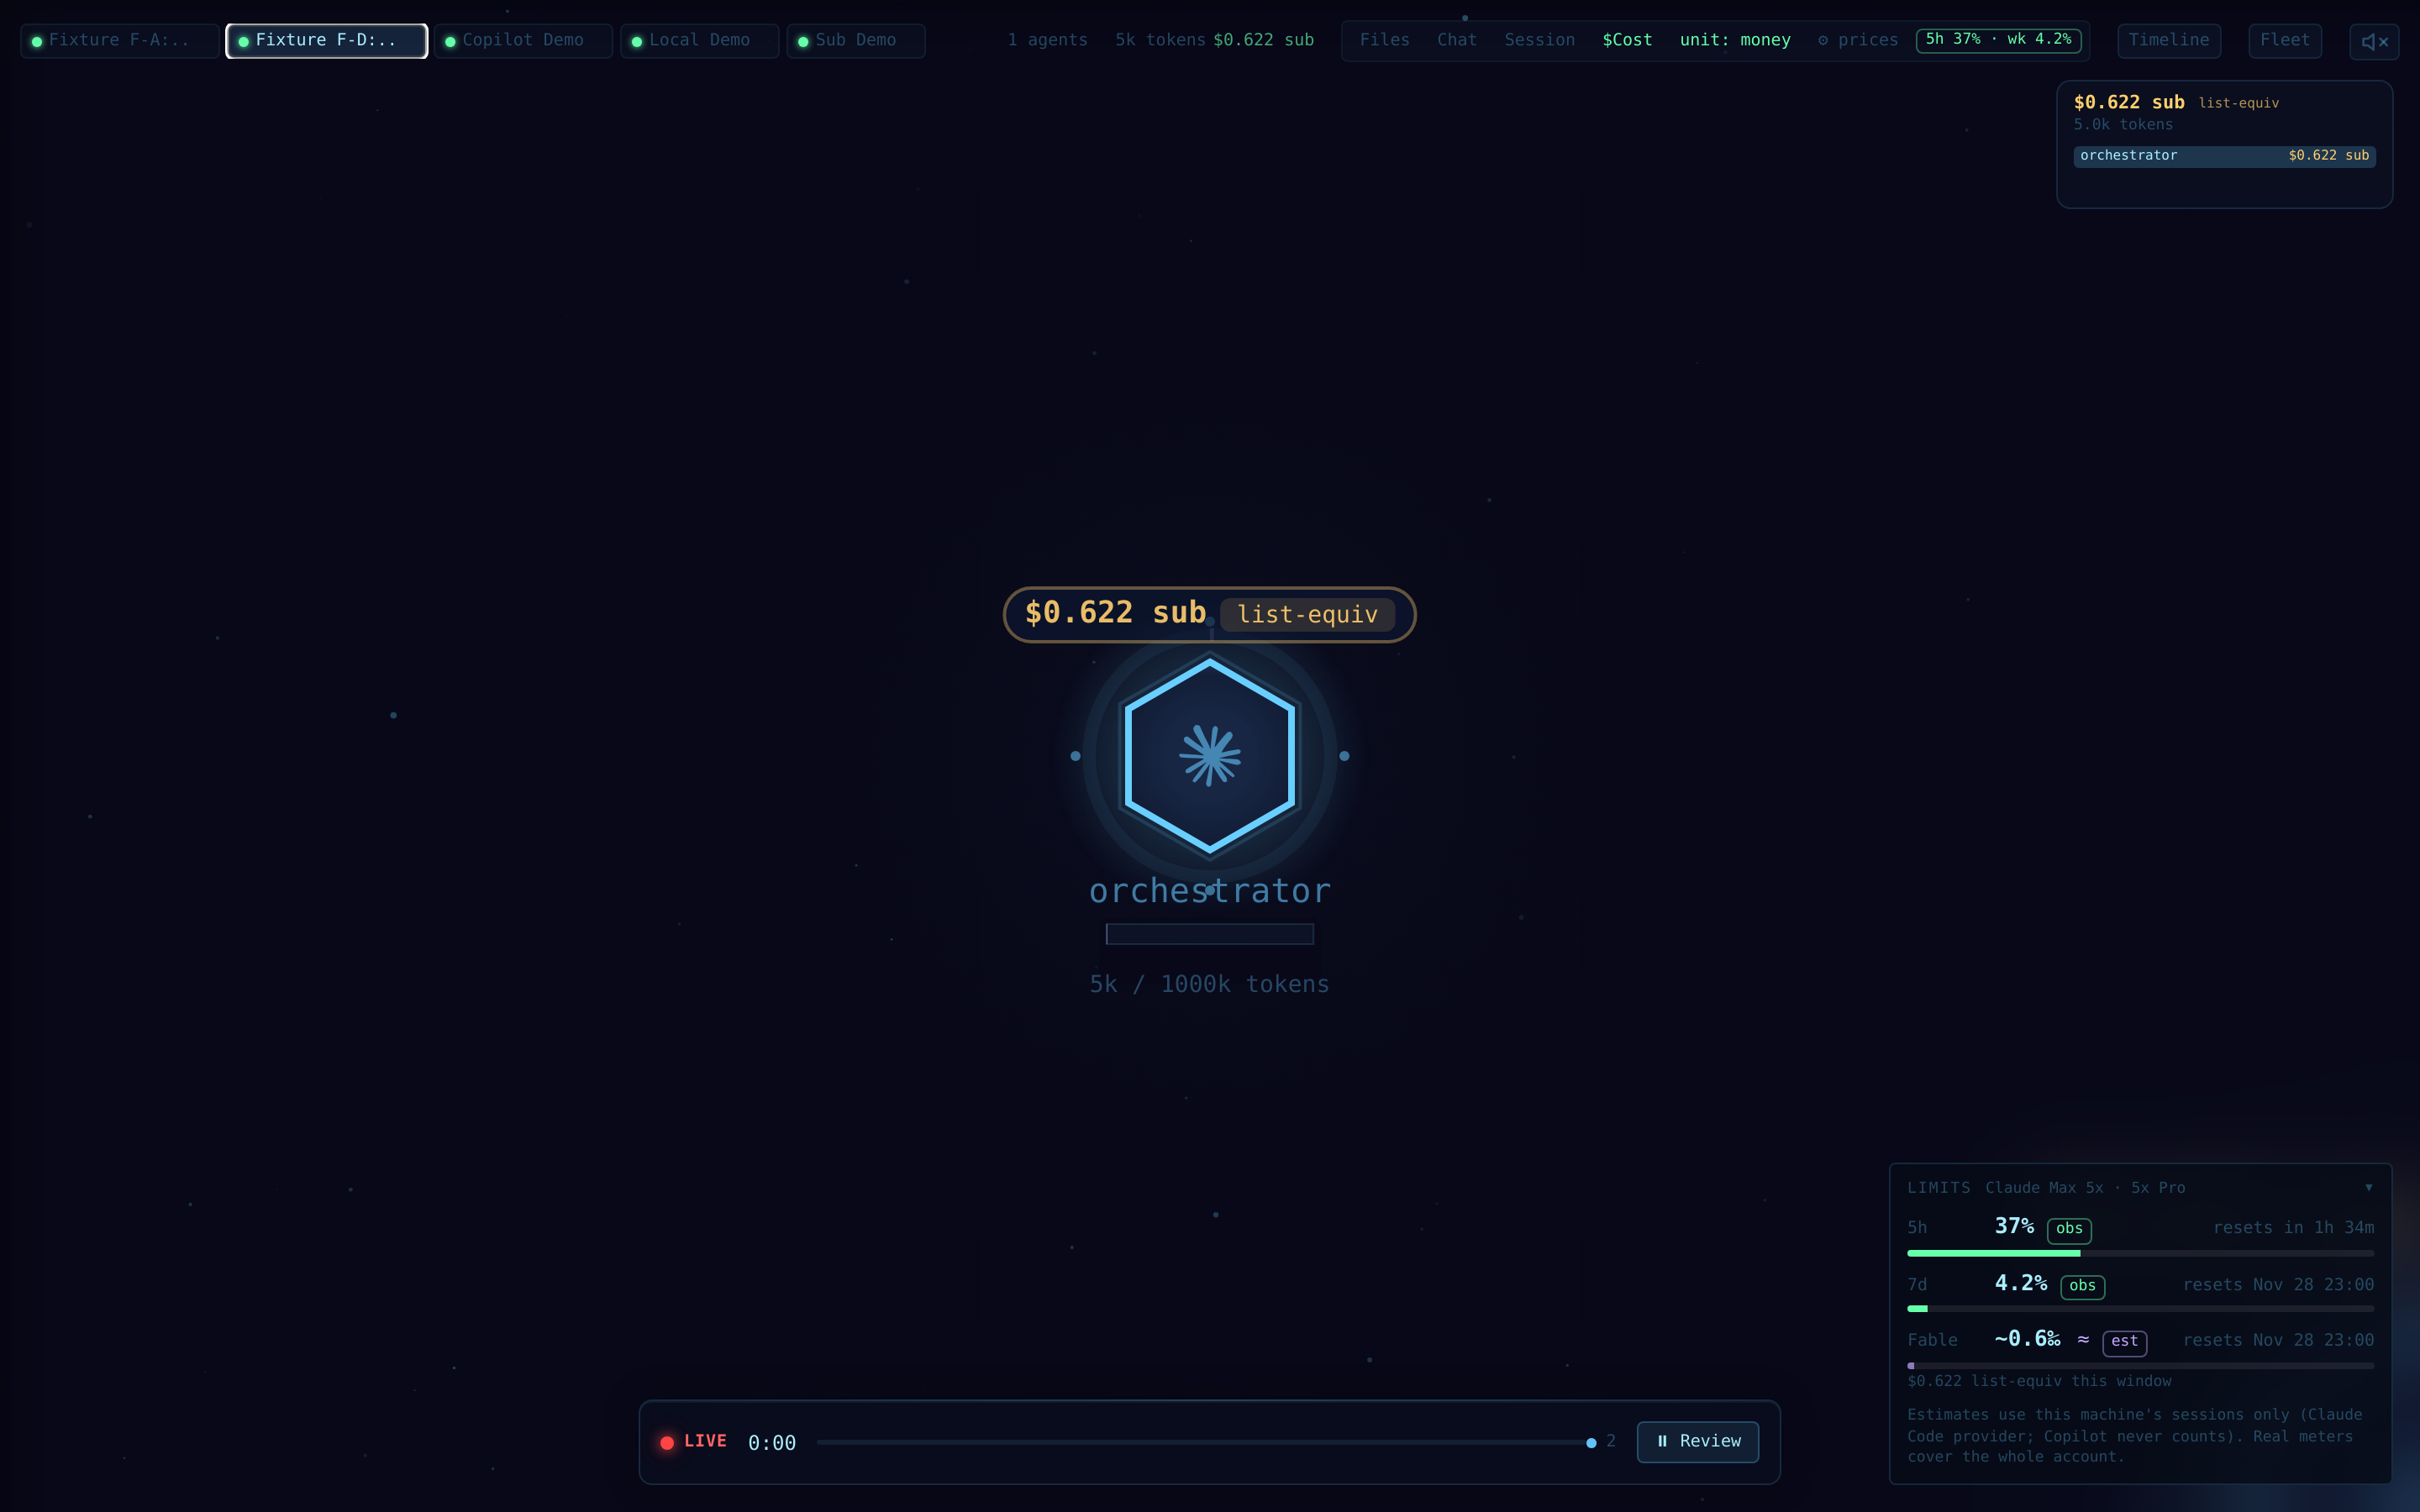 Fixture F-A:.. Fixture F-D:.. Copilot Demo Local Demo Sub Demo 1 agents 5k tokens $0.622 sub Files Chat Session $Cost unit: money ⚙ prices 5h 37% · wk 4.2% Timeline Fleet
$0.622 sub list-equiv
5.0k tokens
orchestrator $0.622 sub
$0.622 sub list-equiv
orchestrator
5k / 1000k tokens
LIMITS Claude Max 5x · 5x Pro ▼
5h 37% obs resets in 1h 34m
7d 4.2% obs resets Nov 28 23:00
Fable ~0.6‰ ≈ est resets Nov 28 23:00
$0.622 list-equiv this window
Estimates use this machine's sessions only (Claude
Code provider; Copilot never counts). Real meters
cover the whole account.
LIVE 0:00 2 Review